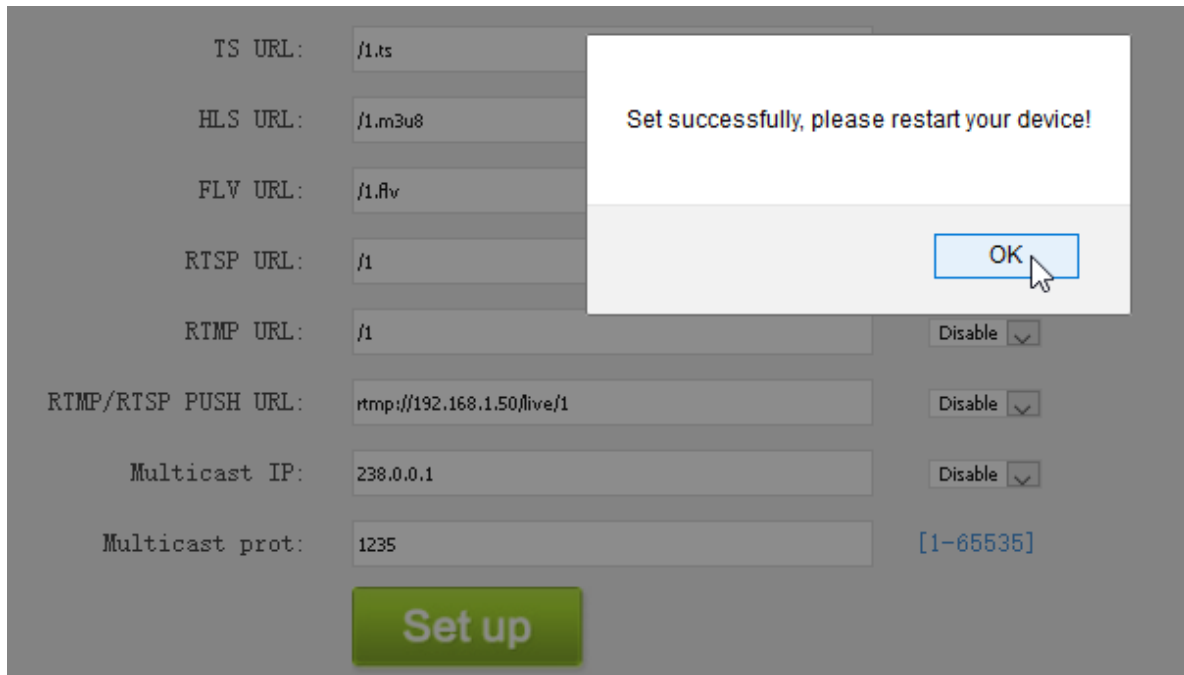 TS URL: /1.ts
HLS URL: /1.m3u8
Set successfully, please restart your device!
FLV URL: /1.flv
RTSP URL: /1
OK
RTMP URL: /1 Disable
RTMP/RTSP PUSH URL: rtmp://192.168.1.50/live/1 Disable
Multicast IP: 238.0.0.1 Disable
Multicast prot: 1235 [1-65535]
Set up